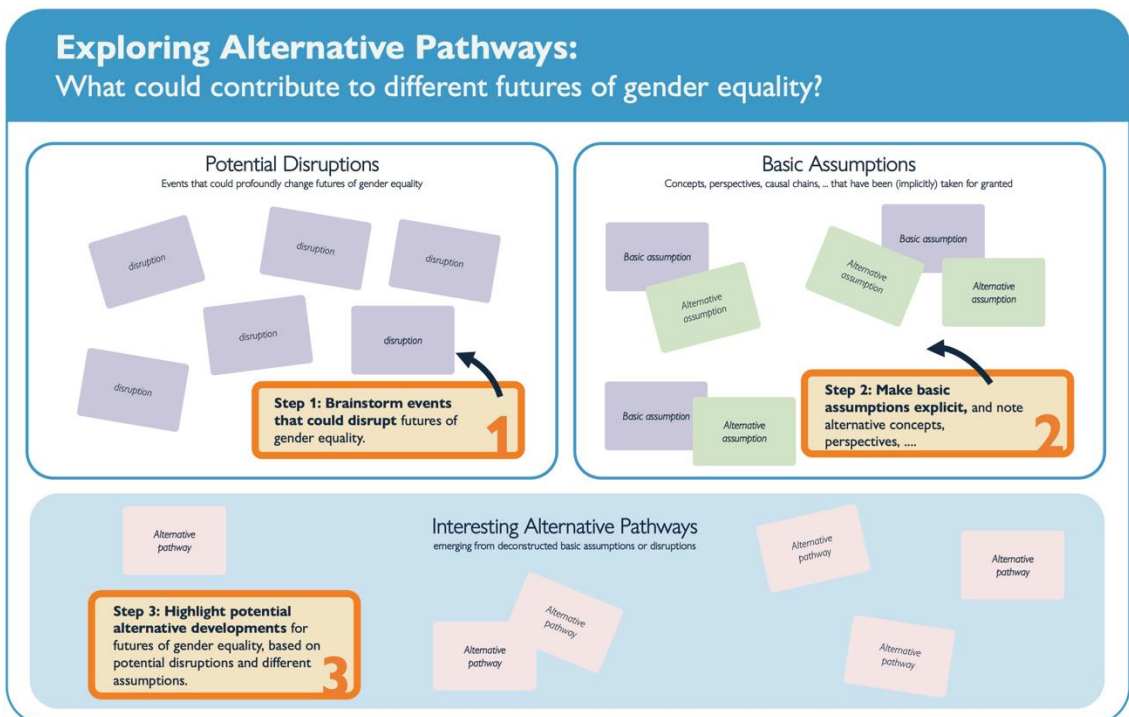 Exploring Alternative Pathways:
What could contribute to different futures of gender equality?
Potential Disruptions
Events that could profoundly change futures of gender equality
disruption
disruption
disruption
disruption
disruption
disruption
Step 1: Brainstorm events
that could disrupt futures of
gender equality.
1
Basic Assumptions
Concepts, perspectives, causal chains, ... that have been (implicitly) taken for granted
Basic assumption
Alternative
assumption
Basic assumption
Alternative
assumption
Alternative
assumption
Basic assumption
Alternative
assumption
Step 2: Make basic
assumptions explicit, and note
alternative concepts,
perspectives, ....
2
Interesting Alternative Pathways
emerging from deconstructed basic assumptions or disruptions
Alternative
pathway
Step 3: Highlight potential
alternative developments for
futures of gender equality, based on
potential disruptions and different
assumptions.
3
Alternative
pathway
Alternative
pathway
Alternative
pathway
Alternative
pathway
Alternative
pathway